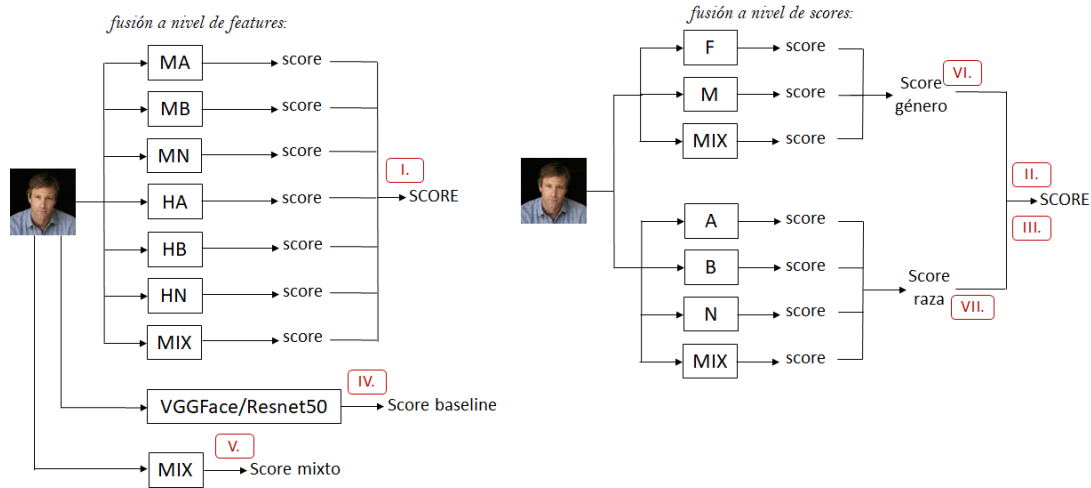 fusión a nivel de features:
MA
score
MB
score
MN
score
I.
HA
score
SCORE
HB
score
HN
score
MIX
score
IV.
VGGFace/Resnet50
Score baseline
V.
MIX
Score mixto
fusión a nivel de scores:
F
score
VI.
M
score
Score
género
MIX
score
II.
SCORE
III.
A
score
B
score
Score
raza
VII.
N
score
MIX
score